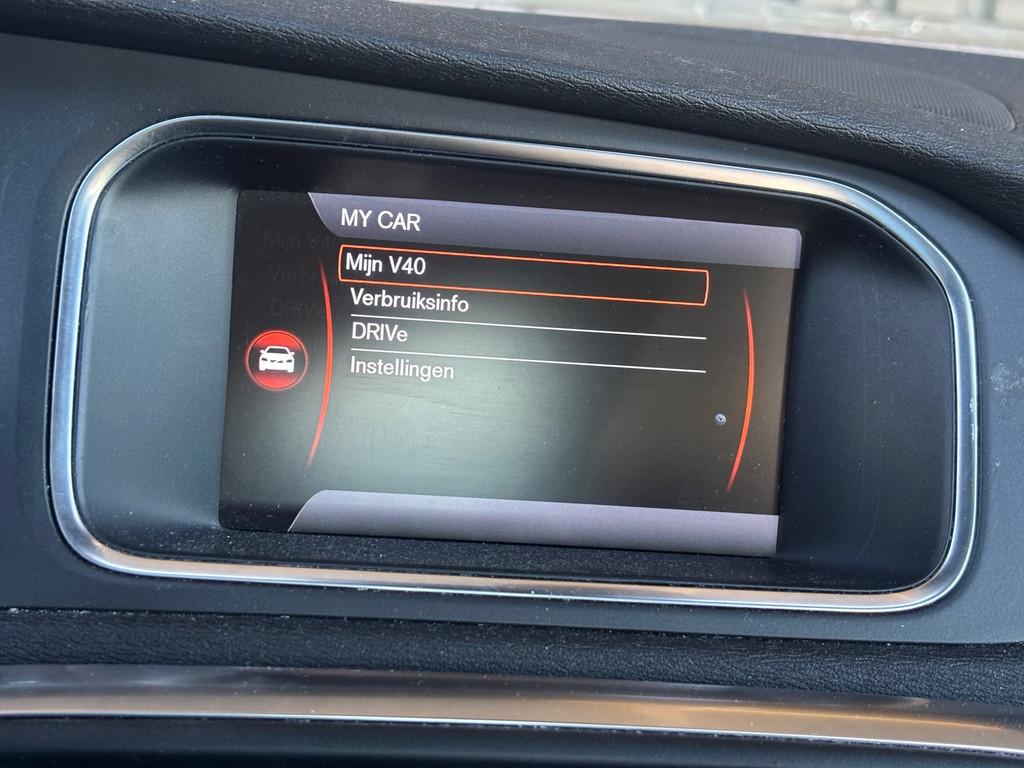 MY CAR
Mijn V40
Verbruiksinfo
DRIVe
Instellingen